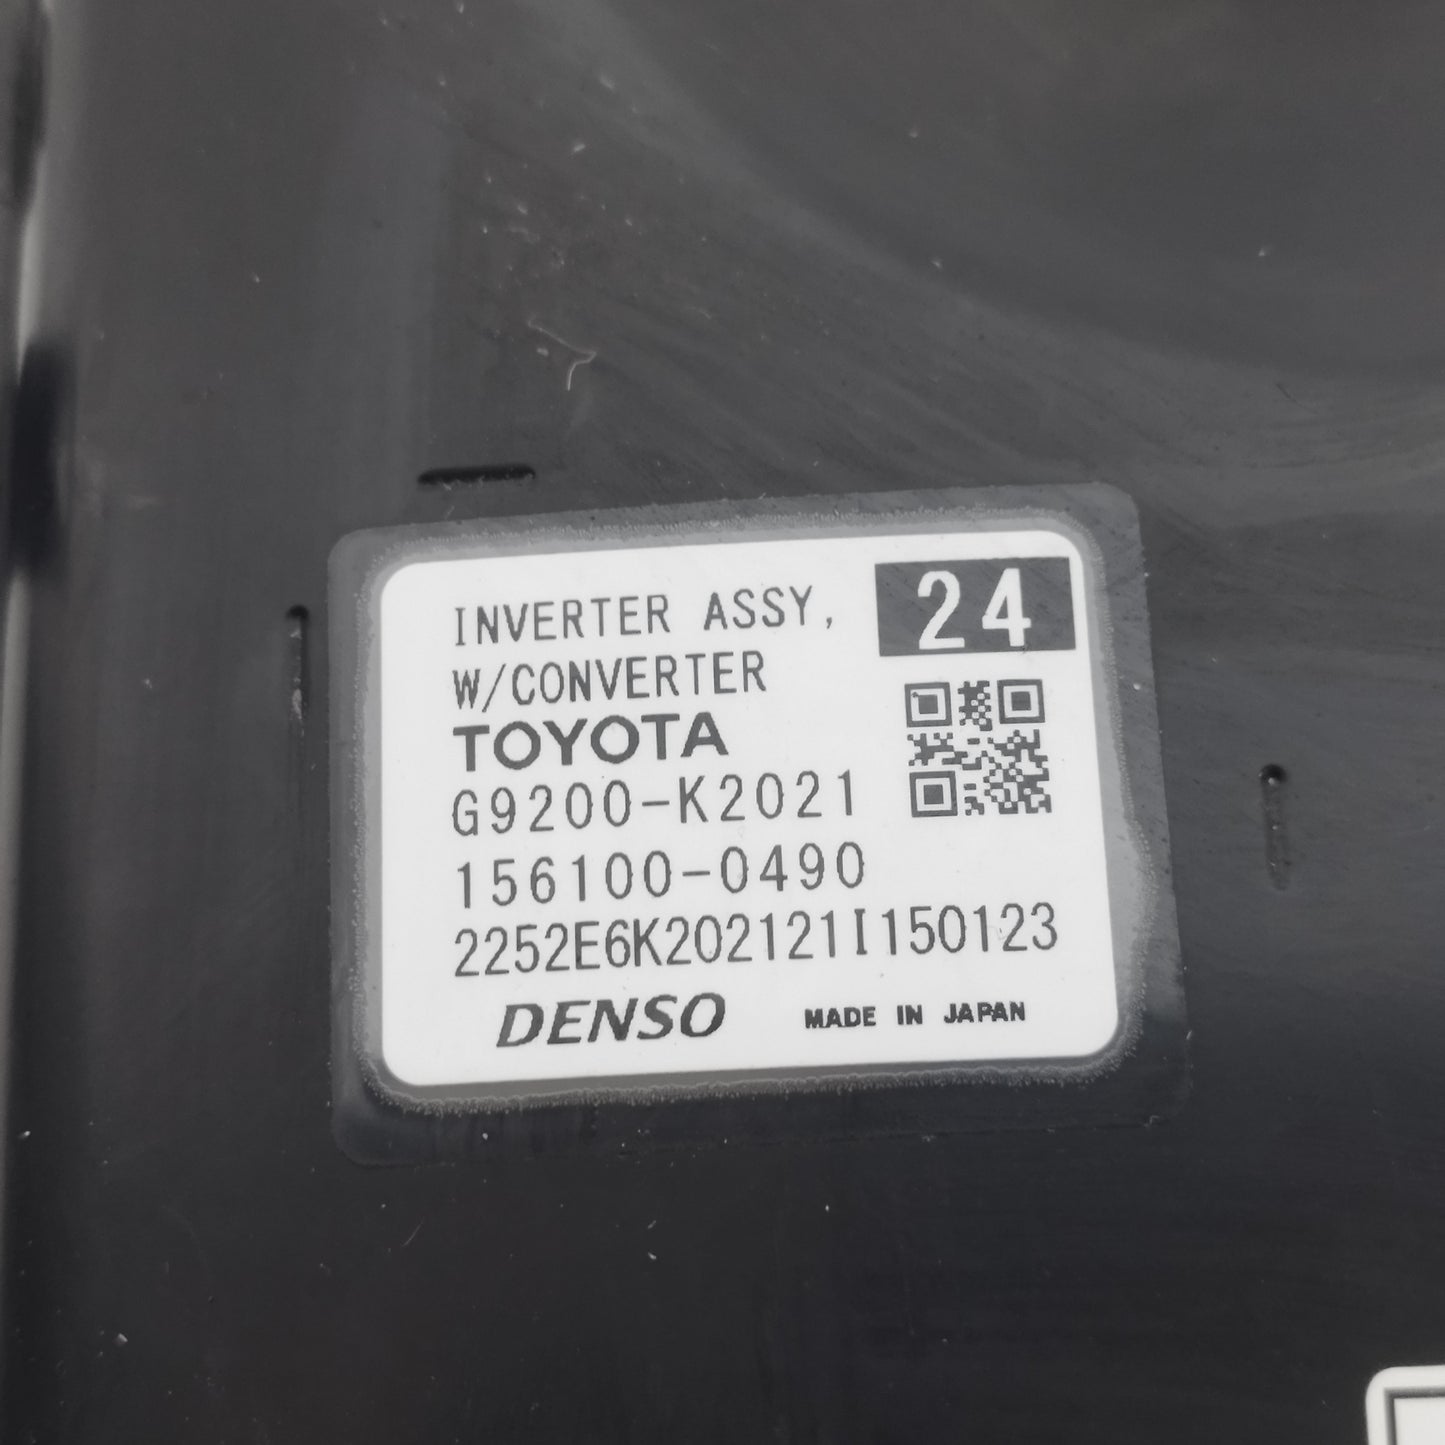 INVERTER ASSY, 24
W/CONVERTER
TOYOTA
G9200-K2021
156100-0490
2252E6K202121I150123
DENSO MADE IN JAPAN